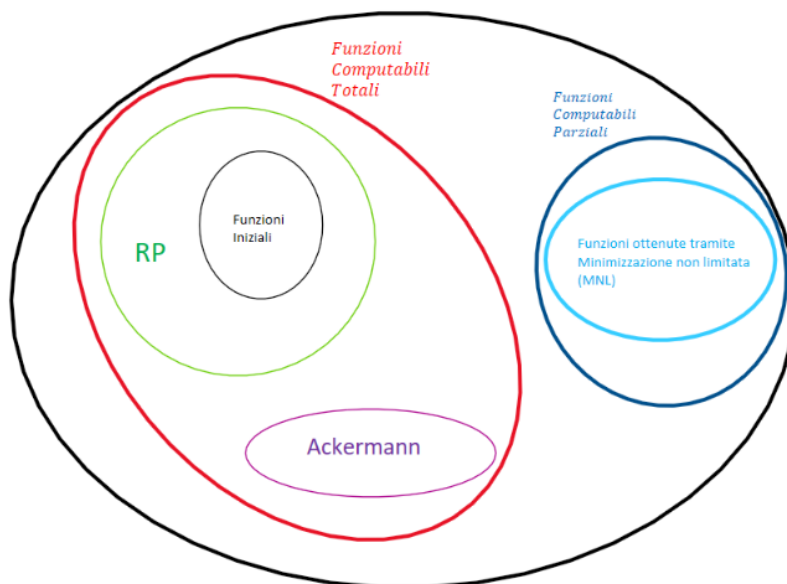 Funzioni
Computabili
Totali
Funzioni
Computabili
Parziali
Funzioni
Iniziali
RP
Funzioni ottenute tramite
Minimizzazione non limitata
(MNL)
Ackermann